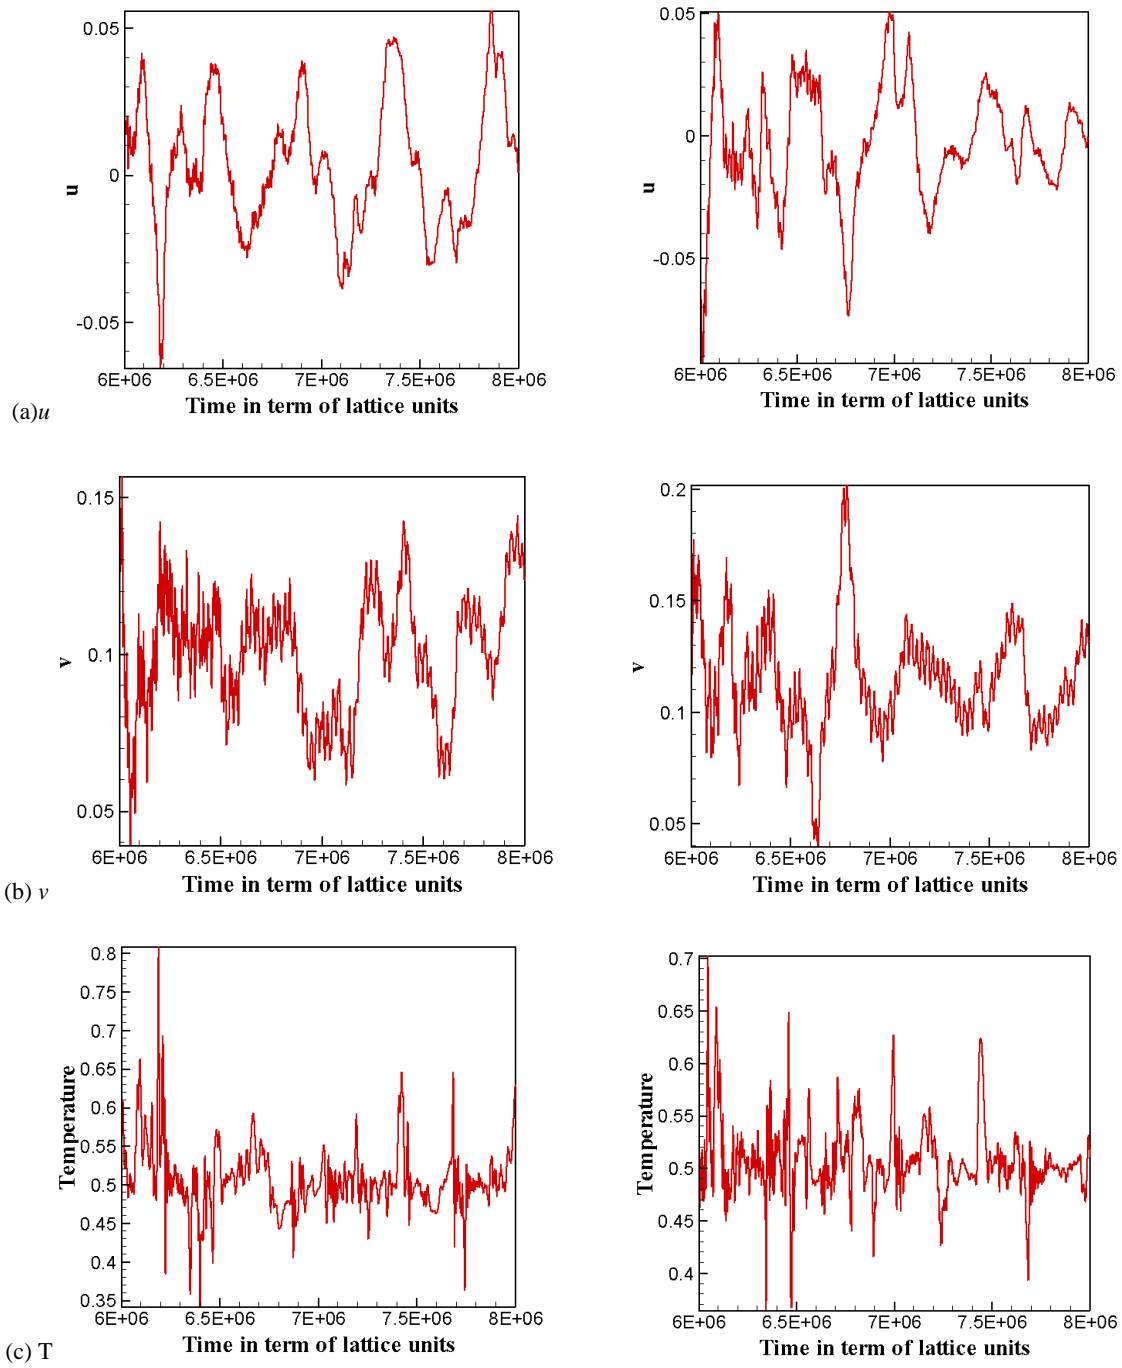 0.05
0
-0.05
u
6E+06 6.5E+06 7E+06 7.5E+06 8E+06
Time in term of lattice units
0.05
0
-0.05
u
6E+06 6.5E+06 7E+06 7.5E+06 8E+06
Time in term of lattice units
(a)u
0.15
0.1
0.05
v
6E+06 6.5E+06 7E+06 7.5E+06 8E+06
Time in term of lattice units
0.2
0.15
0.1
0.05
v
6E+06 6.5E+06 7E+06 7.5E+06 8E+06
Time in term of lattice units
(b) v
0.8
0.75
0.7
0.65
0.6
0.55
0.5
0.45
0.4
0.35
Temperature
6E+06 6.5E+06 7E+06 7.5E+06 8E+06
Time in term of lattice units
0.7
0.65
0.6
0.55
0.5
0.45
0.4
Temperature
6E+06 6.5E+06 7E+06 7.5E+06 8E+06
Time in term of lattice units
(c) T